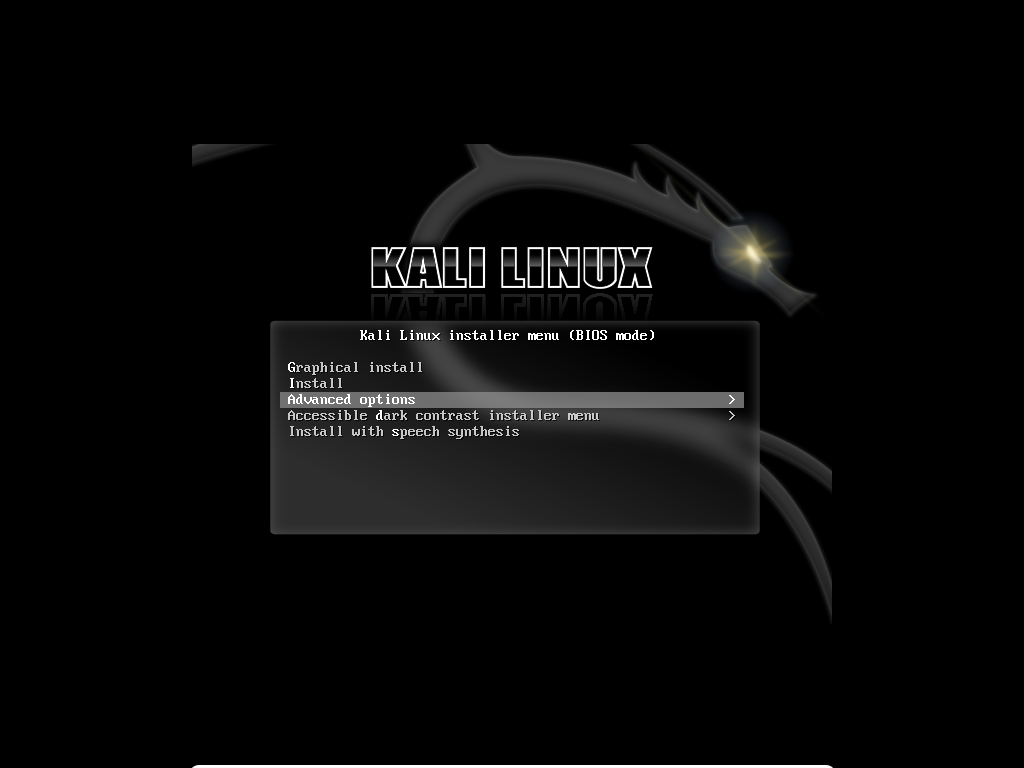 KALI LINUX
Kali Linux installer menu (BIOS mode)
Graphical install
Install
Advanced options >
Accessible dark contrast installer menu >
Install with speech synthesis